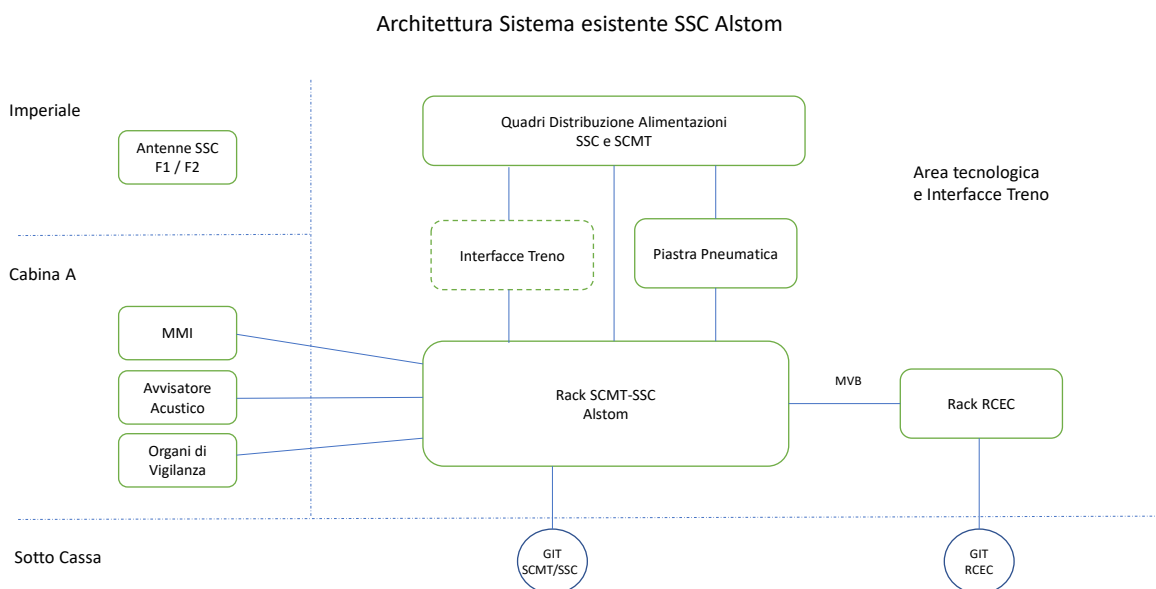 Architettura Sistema esistente SSC Alstom
Imperiale
Antenne SSC
F1 / F2
Quadri Distribuzione Alimentazioni
SSC e SCMT
Area tecnologica
e Interfacce Treno
Interfacce Treno
Piastra Pneumatica
Cabina A
MMI
Avvisatore
Acustico
Organi di
Vigilanza
Rack SCMT-SSC
Alstom
MVB
Rack RCEC
Sotto Cassa
GIT
SCMT/SSC
GIT
RCEC